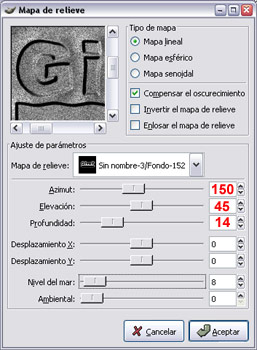 Mapa de relieve
Gi
Tipo de mapa
Mapa lineal
Mapa esférico
Mapa senoidal
Compensar el oscurecimiento
Invertir el mapa de relieve
Enlosar el mapa de relieve
Ajuste de parámetros
Mapa de relieve: Sin nombre-3/Fondo-152
Azimut: 150
Elevación: 45
Profundidad: 14
Desplazamiento X: 0
Desplazamiento Y: 0
Nivel del mar: 8
Ambiental: 0
Cancelar Aceptar